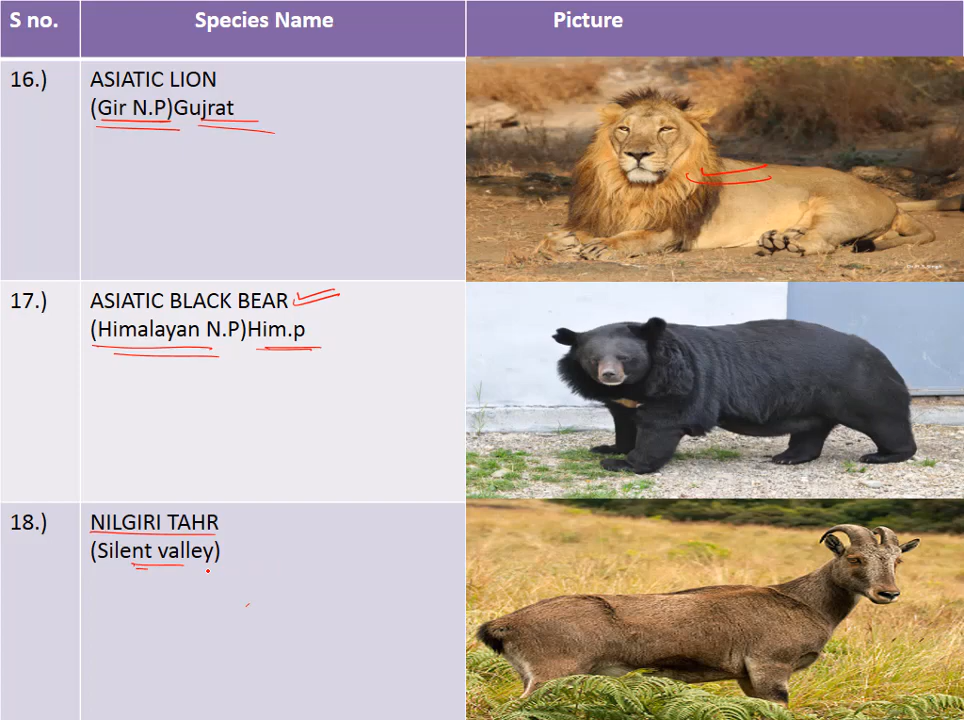 S no. Species Name Picture
16.) ASIATIC LION
(Gir N.P)Gujrat
17.) ASIATIC BLACK BEAR
(Himalayan N.P)Him.p
18.) NILGIRI TAHR
(Silent valley)